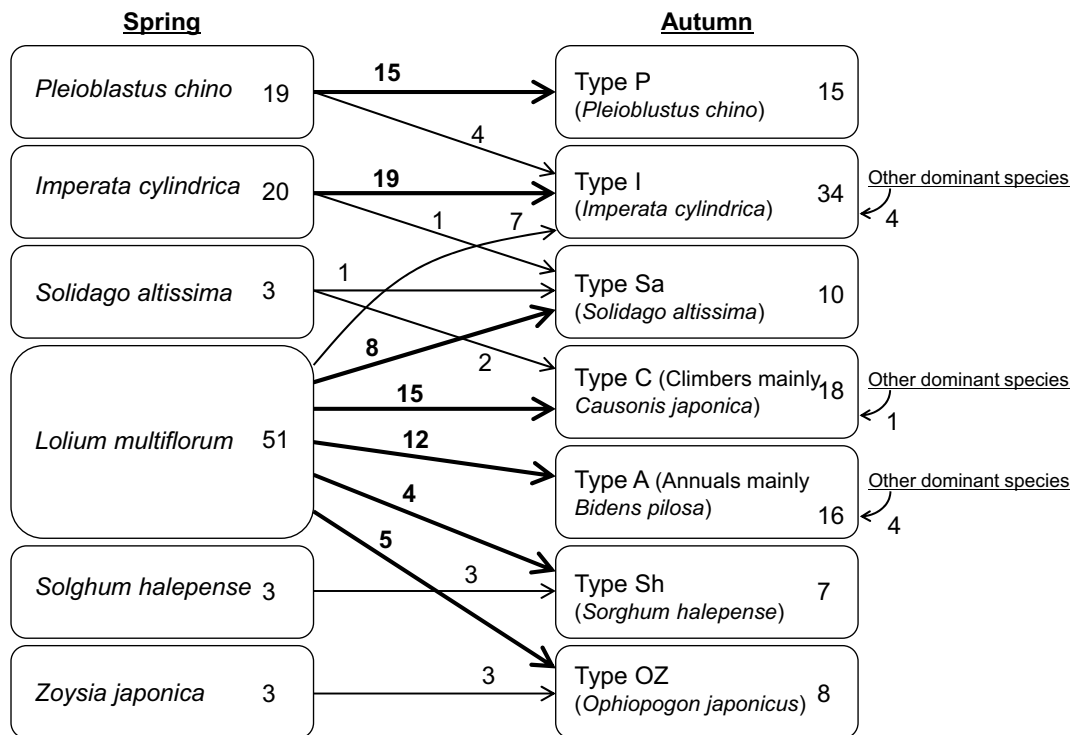 Spring
Autumn
Pleioblastus chino 19
15
Type P
(Pleioblustus chino)
15
4
Imperata cylindrica 20
19
1
7
Type I
(Imperata cylindrica)
34
Other dominant species
4
Solidago altissima 3
1
2
Type Sa
(Solidago altissima)
10
Lolium multiflorum 51
8
15
12
4
5
Type C (Climbers mainly
Causonis japonica)
18
Other dominant species
1
Type A (Annuals mainly
Bidens pilosa)
16
Other dominant species
4
Solghum halepense 3
3
Type Sh
(Sorghum halepense)
7
Zoysia japonica 3
3
Type OZ
(Ophiopogon japonicus)
8